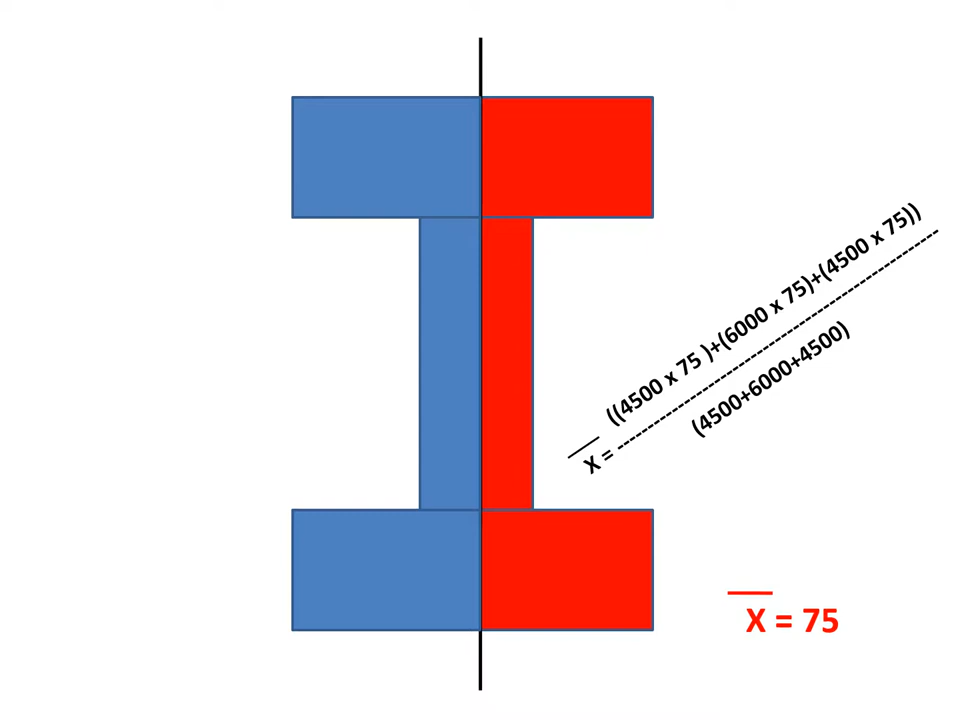 ((4500 x 75 )+(6000 x 75)+(4500 x 75))
X = ----------------------------------------
(4500+6000+4500)
X = 75